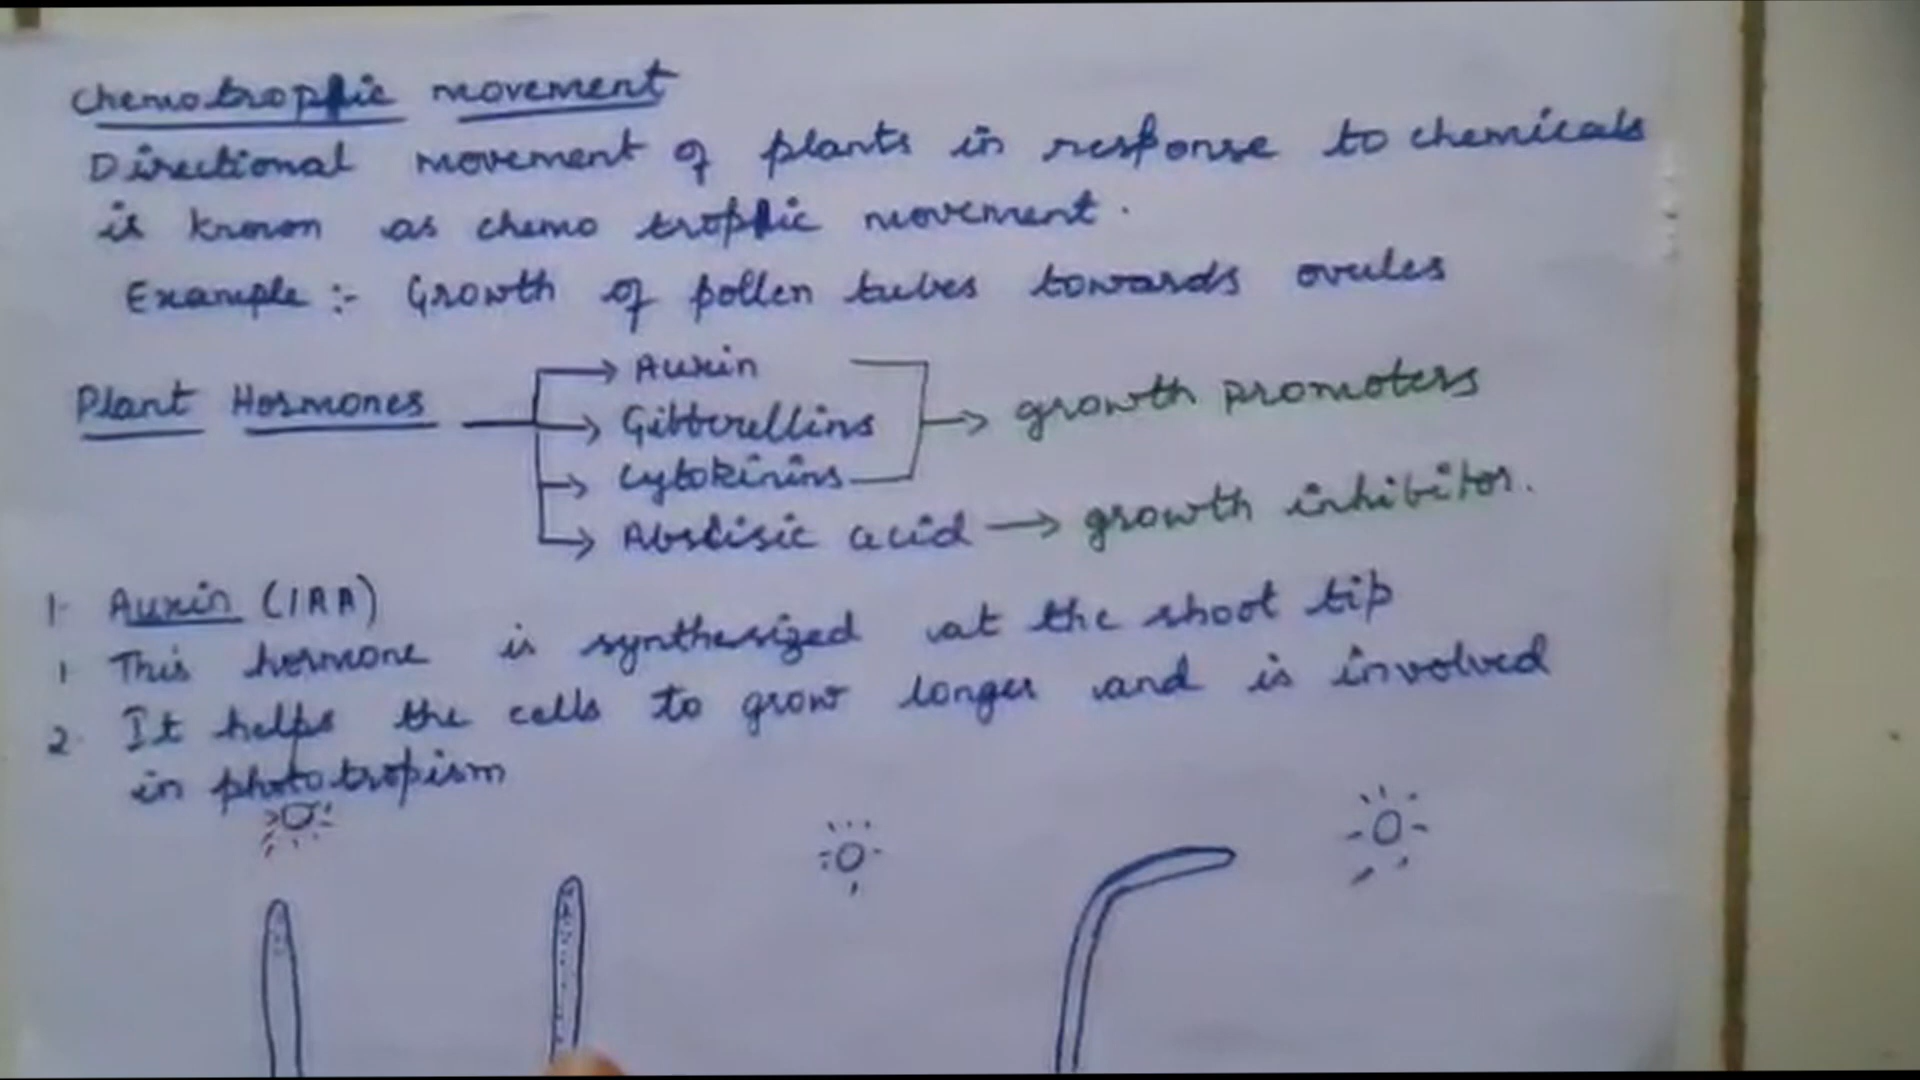 chemotropic movement
Directional movement of plants in response to chemicals
is known as chemo tropic movement.
Example :- Growth of pollen tubes towards ovules
Plant Hormones
Auxin
Gibberellins
Cytokinins
Abscisic acid
growth promoters
growth inhibitor.
1. Auxin (IAA)
1. This hormone is synthesized at the shoot tip
2. It helps the cells to grow longer and is involved
in phototropism